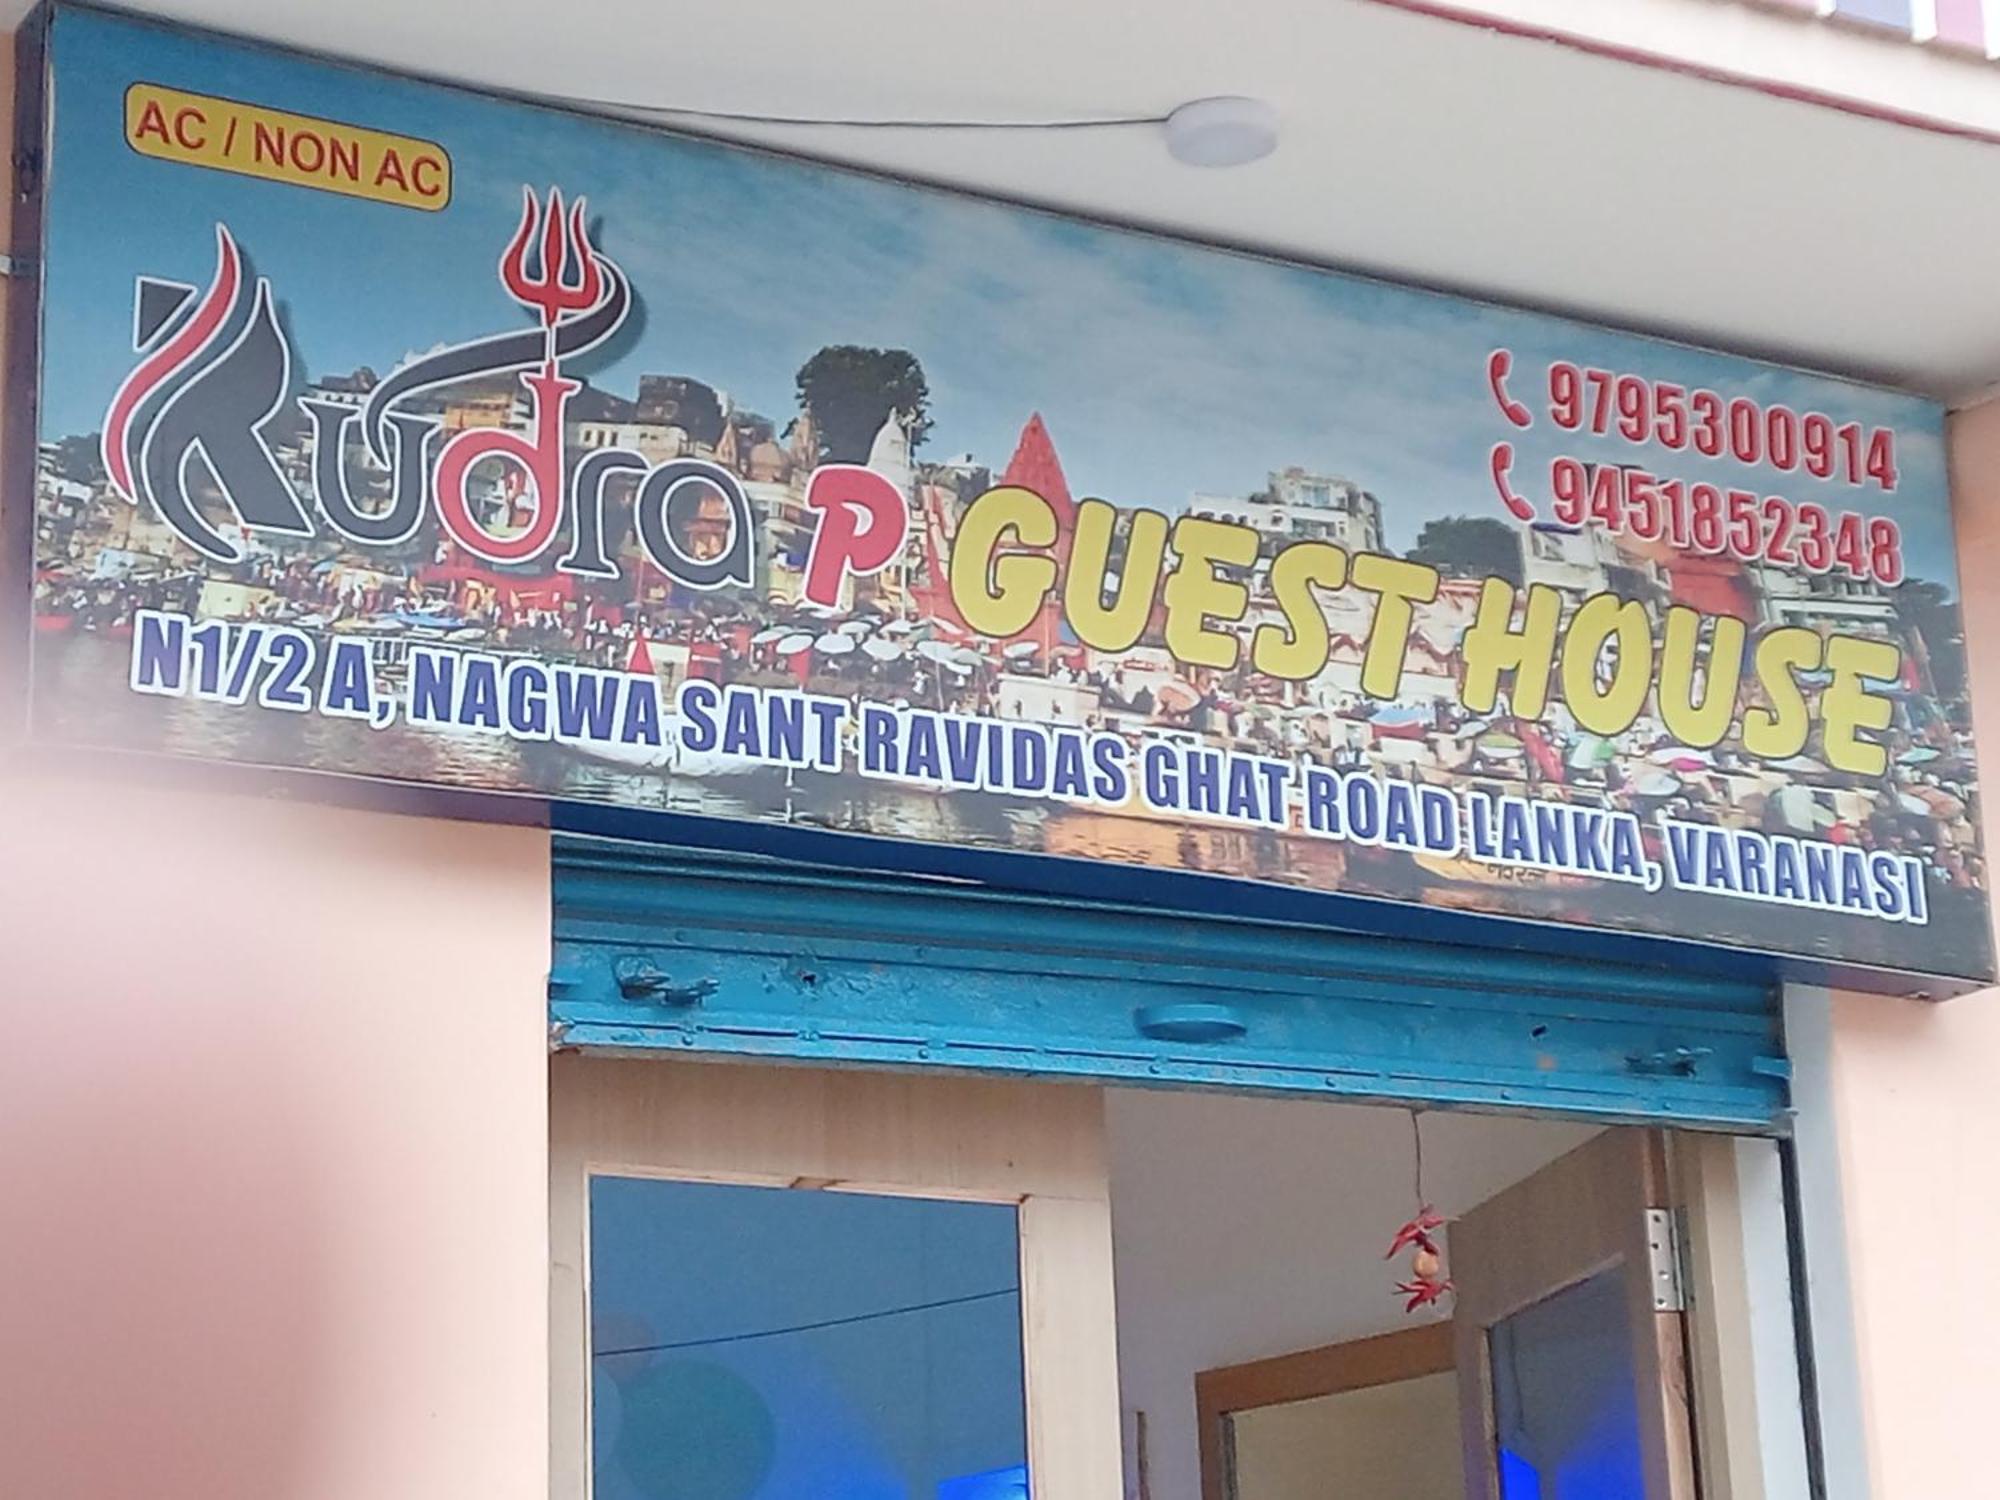 AC / NON AC
Rudra P GUEST HOUSE
9795300914
9451852348
N1/2 A, NAGWA SANT RAVIDAS GHAT ROAD LANKA, VARANASI